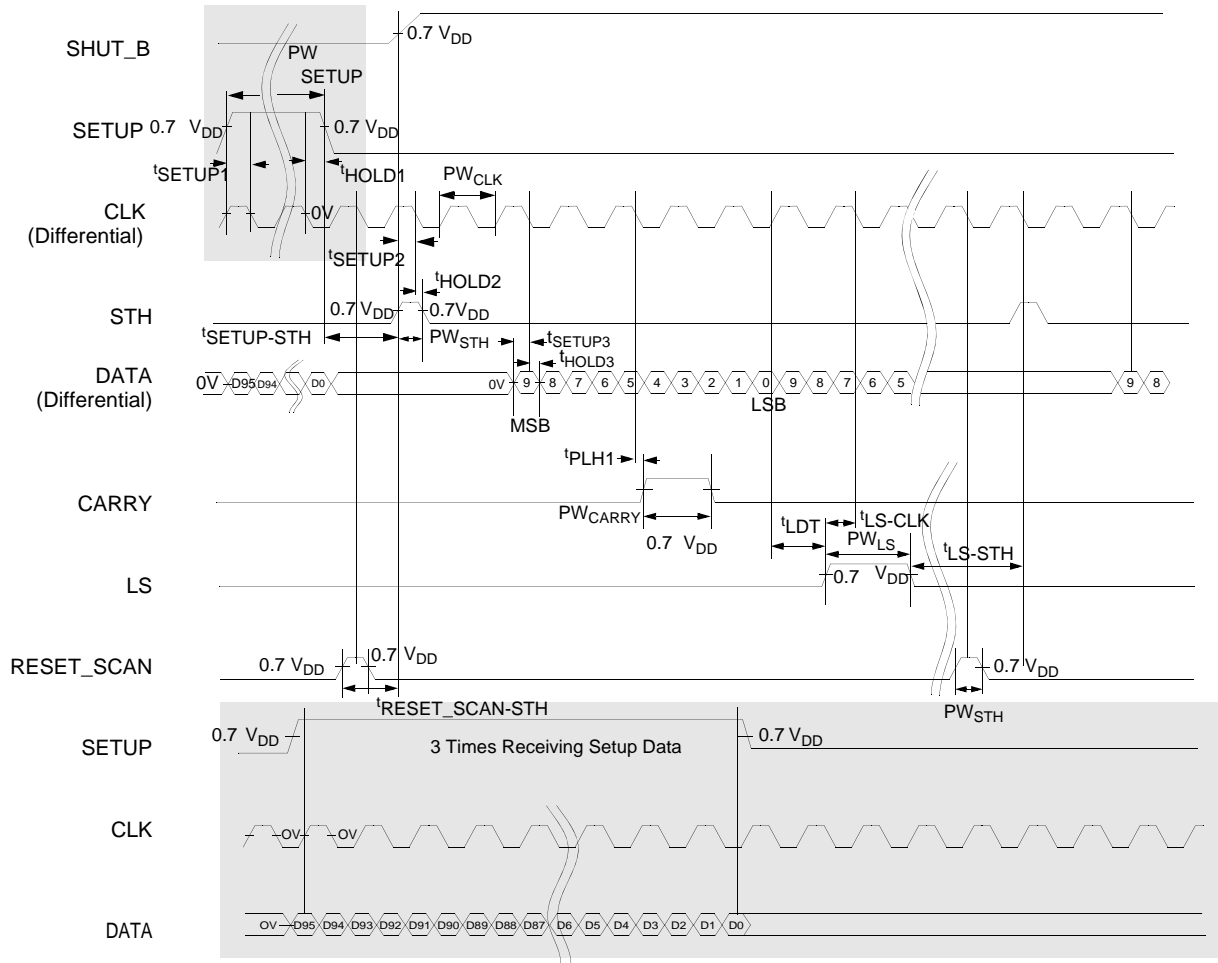 SHUT_B
0.7 VDD
PW
SETUP
SETUP
0.7 VDD
0.7 VDD
tSETUP1
tHOLD1
PWCLK
CLK
(Differential)
0V
tSETUP2
tHOLD2
STH
0.7 VDD
0.7VDD
tSETUP-STH
PWSTH
tSETUP3
tHOLD3
DATA
(Differential)
0V D95 D94 D0
0V 9 8 7 6 5 4 3 2 1 0 9 8 7 6 5 9 8
MSB
LSB
tPLH1
CARRY
PWCARRY
0.7 VDD
tLDT
tLS-CLK
PWLS
tLS-STH
LS
0.7 VDD
RESET_SCAN
0.7 VDD
0.7 VDD
0.7 VDD
tRESET_SCAN-STH
PWSTH
SETUP
0.7 VDD
3 Times Receiving Setup Data
0.7 VDD
CLK
OV
OV
DATA
OV D95 D94 D93 D92 D91 D90 D89 D88 D87 D6 D5 D4 D3 D2 D1 D0